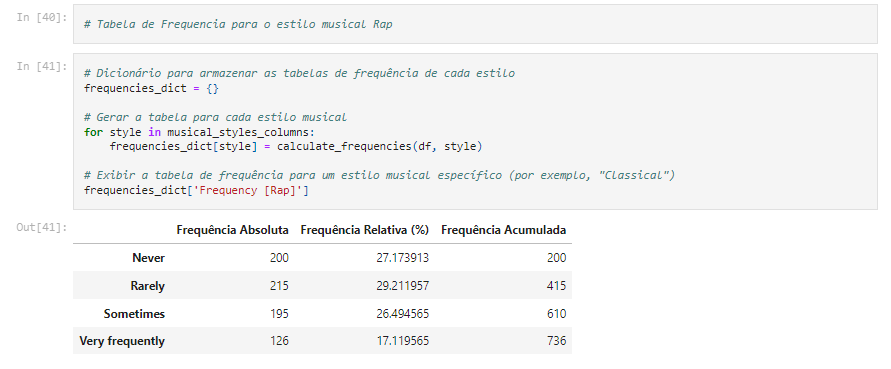 In [40]:
# Tabela de Frequencia para o estilo musical Rap
In [41]:
# Dicionário para armazenar as tabelas de frequência de cada estilo
frequencies_dict = {}
# Gerar a tabela para cada estilo musical
for style in musical_styles_columns:
    frequencies_dict[style] = calculate_frequencies(df, style)
# Exibir a tabela de frequência para um estilo musical específico (por exemplo, "Classical")
frequencies_dict['Frequency [Rap]']
Out[41]:
Frequência Absoluta Frequência Relativa (%) Frequência Acumulada
Never 200 27.173913 200
Rarely 215 29.211957 415
Sometimes 195 26.494565 610
Very frequently 126 17.119565 736